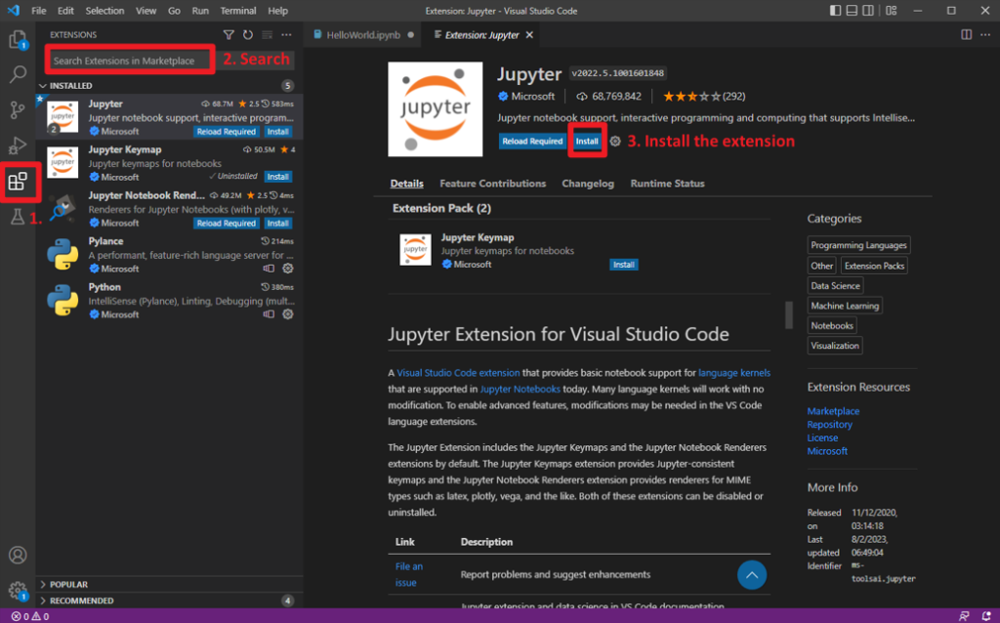 File Edit Selection View Go Run Terminal Help
Extension: Jupyter - Visual Studio Code
EXTENSIONS
Search Extensions in Marketplace
2. Search
INSTALLED 5
Jupyter 68.7M 2.5 583ms
Jupyter notebook support, interactive program...
Microsoft Reload Required Install
Jupyter Keymap 50.5M 4
Jupyter keymaps for notebooks
Microsoft Uninstalled Install
Jupyter Notebook Rend... 49.2M 2.5 4ms
Renderers for Jupyter Notebooks (with plotly, v...
Microsoft Reload Required Install
Pylance 214ms
A performant, feature-rich language server for ...
Microsoft
Python 380ms
IntelliSense (Pylance), Linting, Debugging (mult...
Microsoft
1.
POPULAR
RECOMMENDED 4
0 0
HelloWorld.ipynb
Extension: Jupyter
jupyter
Jupyter v2022.5.1001601848
Microsoft 68,769,842 (292)
Jupyter notebook support, interactive programming and computing that supports Intellise...
Reload Required Install 3. Install the extension
Details Feature Contributions Changelog Runtime Status
Extension Pack (2)
jupyter
Jupyter Keymap
Jupyter keymaps for notebooks
Microsoft Install
Jupyter Extension for Visual Studio Code
A Visual Studio Code extension that provides basic notebook support for language kernels
that are supported in Jupyter Notebooks today. Many language kernels will work with no
modification. To enable advanced features, modifications may be needed in the VS Code
language extensions.
The Jupyter Extension includes the Jupyter Keymaps and the Jupyter Notebook Renderers
extensions by default. The Jupyter Keymaps extension provides Jupyter-consistent
keymaps and the Jupyter Notebook Renderers extension provides renderers for MIME
types such as latex, plotly, vega, and the like. Both of these extensions can be disabled or
uninstalled.
Link Description
File an
issue
Report problems and suggest enhancements
Jupyter extension and data science in VS Code documentation
Categories
Programming Languages
Other Extension Packs
Data Science
Machine Learning
Notebooks
Visualization
Extension Resources
Marketplace
Repository
License
Microsoft
More Info
Released 11/12/2020,
on 03:14:18
Last 8/2/2023,
updated 06:49:04
Identifier ms-
toolsai.jupyter